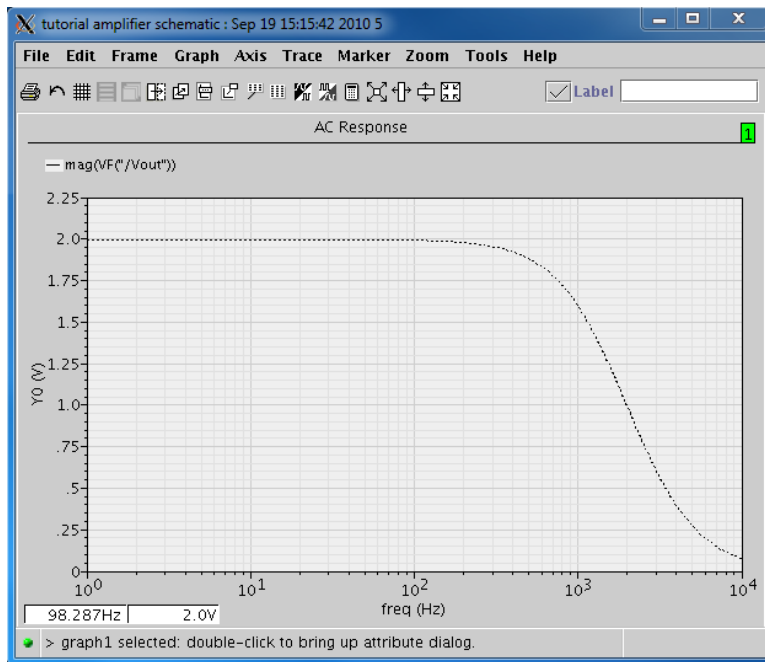 tutorial amplifier schematic : Sep 19 15:15:42 2010 5
File Edit Frame Graph Axis Trace Marker Zoom Tools Help
Label
AC Response
1
mag(VF("/Vout"))
2.25
2.0
1.75
1.5
1.25
1.0
.75
.5
.25
0
Y0 (V)
10^0 10^1 10^2 10^3 10^4
freq (Hz)
98.287Hz 2.0V
> graph1 selected: double-click to bring up attribute dialog.